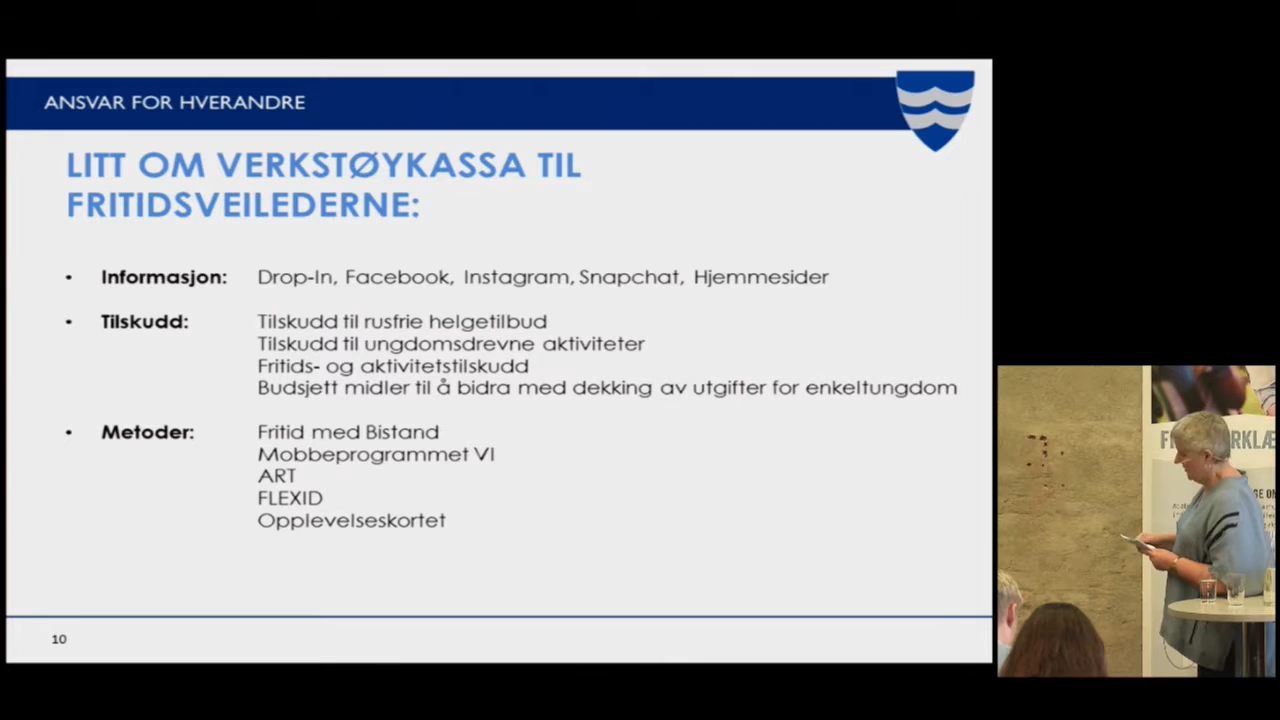 ANSVAR FOR HVERANDRE
LITT OM VERKSTØYKASSA TIL
FRITIDSVEILEDERNE:
• Informasjon: Drop-In, Facebook, Instagram, Snapchat, Hjemmesider
• Tilskudd: Tilskudd til rusfrie helgetilbud
Tilskudd til ungdomsdrevne aktiviteter
Fritids- og aktivitetstilskudd
Budsjett midler til å bidra med dekking av utgifter for enkeltungdom
• Metoder: Fritid med Bistand
Mobbeprogrammet VI
ART
FLEXID
Opplevelseskortet
10